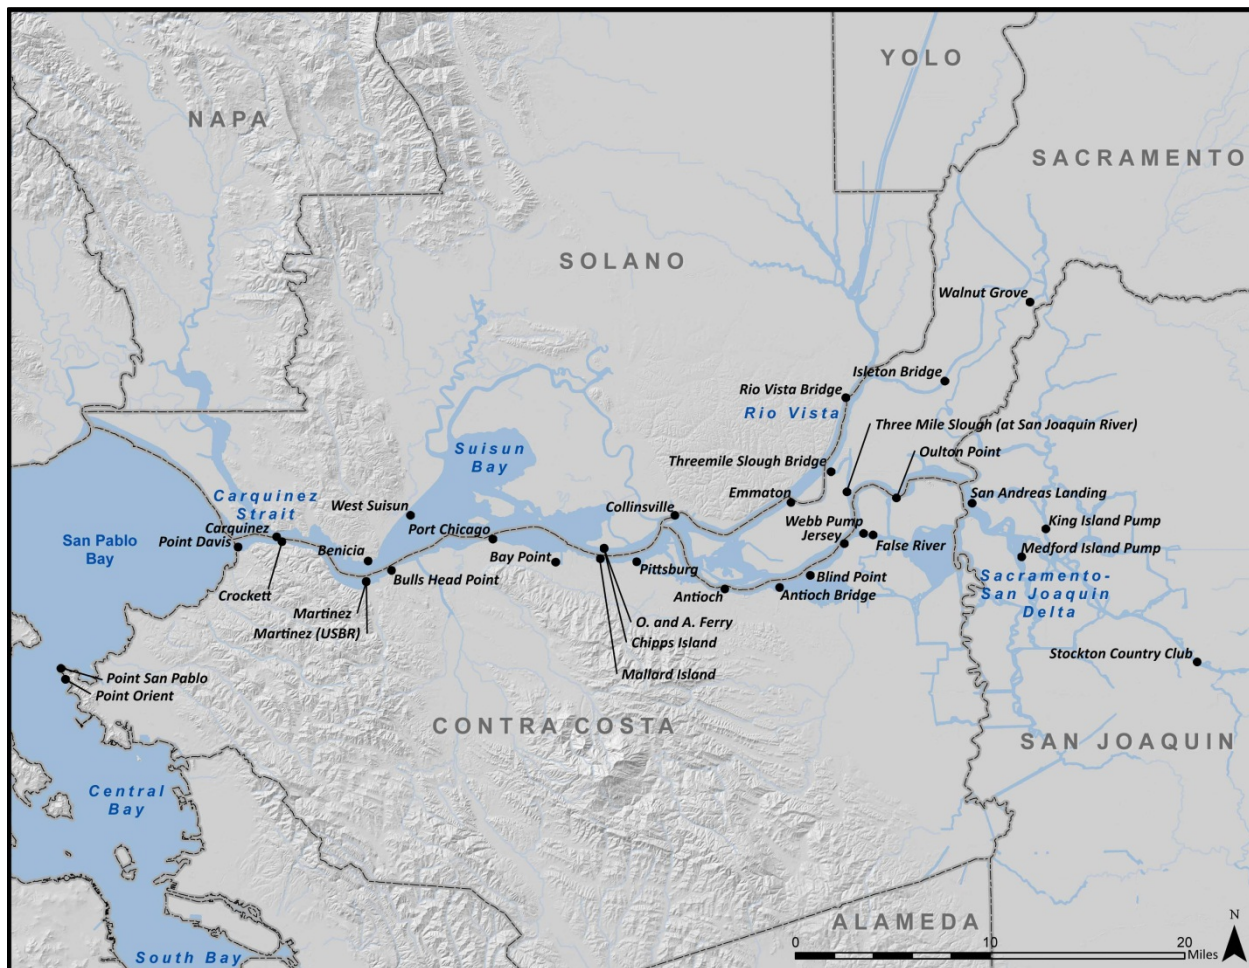 YOLO
NAPA
SACRAMENTO
SOLANO
Walnut Grove
Isleton Bridge
Rio Vista Bridge
Rio Vista
Three Mile Slough (at San Joaquin River)
Oulton Point
Suisun
Bay
Threemile Slough Bridge
Carquinez
Strait
Emmaton
San Andreas Landing
West Suisun
Collinsville
Port Chicago
Webb Pump
King Island Pump
Carquinez
Jersey
False River
San Pablo
Bay
Point Davis
Benicia
Bay Point
Medford Island Pump
Pittsburg
Bulls Head Point
Blind Point
Sacramento-
San Joaquin
Delta
Crockett
Antioch
Antioch Bridge
Martinez
Martinez (USBR)
O. and A. Ferry
Chipps Island
Mallard Island
Stockton Country Club
Point San Pablo
Point Orient
CONTRA COSTA
SAN JOAQUIN
Central
Bay
ALAMEDA
N
0 10 20
Miles
South Bay